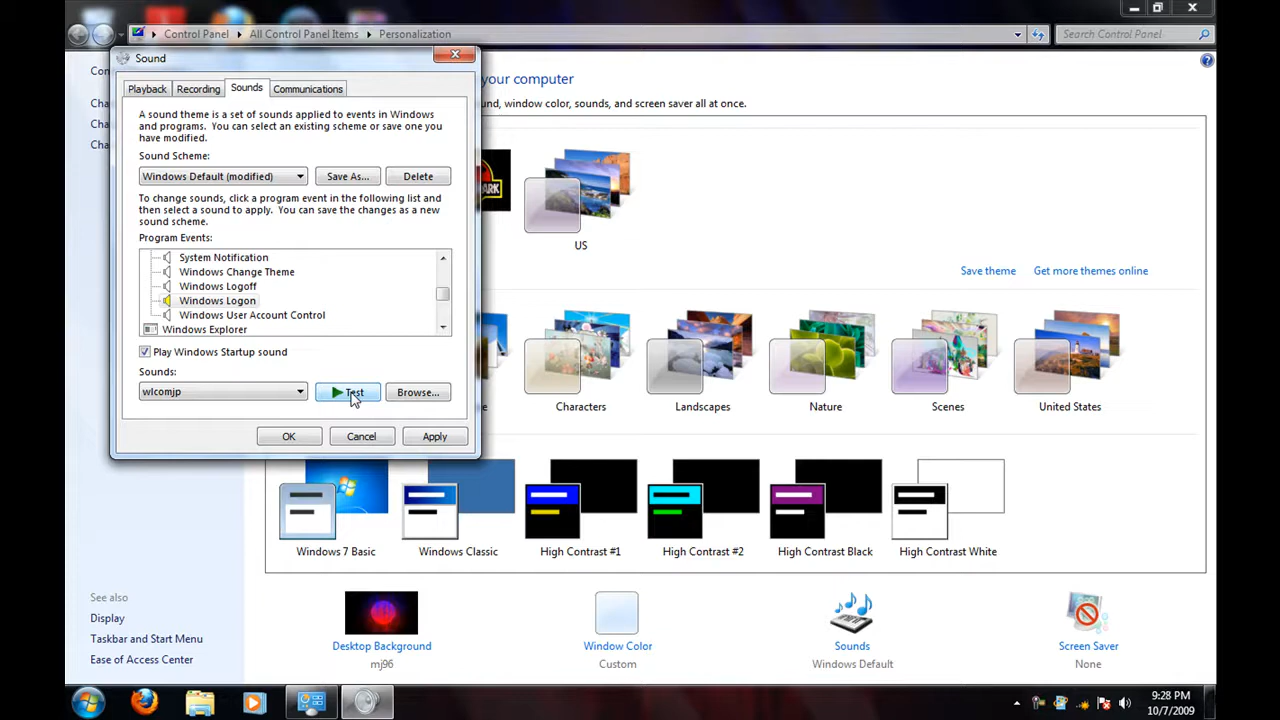 Control Panel
All Control Panel Items
Personalization
Search Control Panel
Sound
Playback
Recording
Sounds
Communications
A sound theme is a set of sounds applied to events in Windows
and programs. You can select an existing scheme or save one you
have modified.
Sound Scheme:
Windows Default (modified)
Save As...
Delete
To change sounds, click a program event in the following list and
then select a sound to apply. You can save the changes as a new
sound scheme.
Program Events:
System Notification
Windows Change Theme
Windows Logoff
Windows Logon
Windows User Account Control
Windows Explorer
Play Windows Startup sound
Sounds:
wlcomjp
Test
Browse...
OK
Cancel
Apply
Con
Cha
Cha
Cha
your computer
und, window color, sounds, and screen saver all at once.
US
Save theme
Get more themes online
Characters
Landscapes
Nature
Scenes
United States
Windows 7 Basic
Windows Classic
High Contrast #1
High Contrast #2
High Contrast Black
High Contrast White
See also
Display
Taskbar and Start Menu
Ease of Access Center
Desktop Background
mj96
Window Color
Custom
Sounds
Windows Default
Screen Saver
None
9:28 PM
10/7/2009